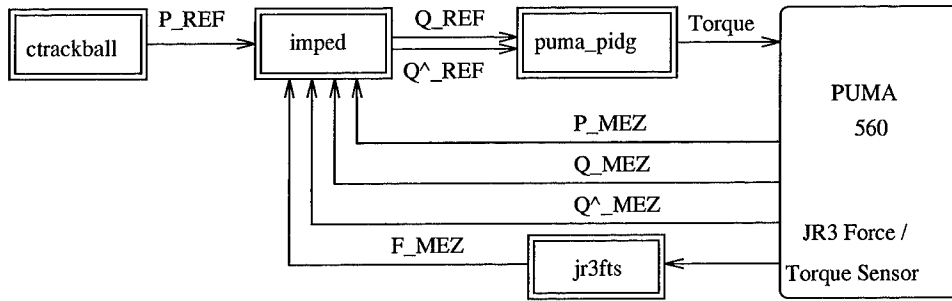 P_REF
Q_REF
Torque
ctrackball
imped
puma_pidg
Q^_REF
PUMA
560
P_MEZ
Q_MEZ
Q^_MEZ
JR3 Force /
F_MEZ
jr3fts
Torque Sensor